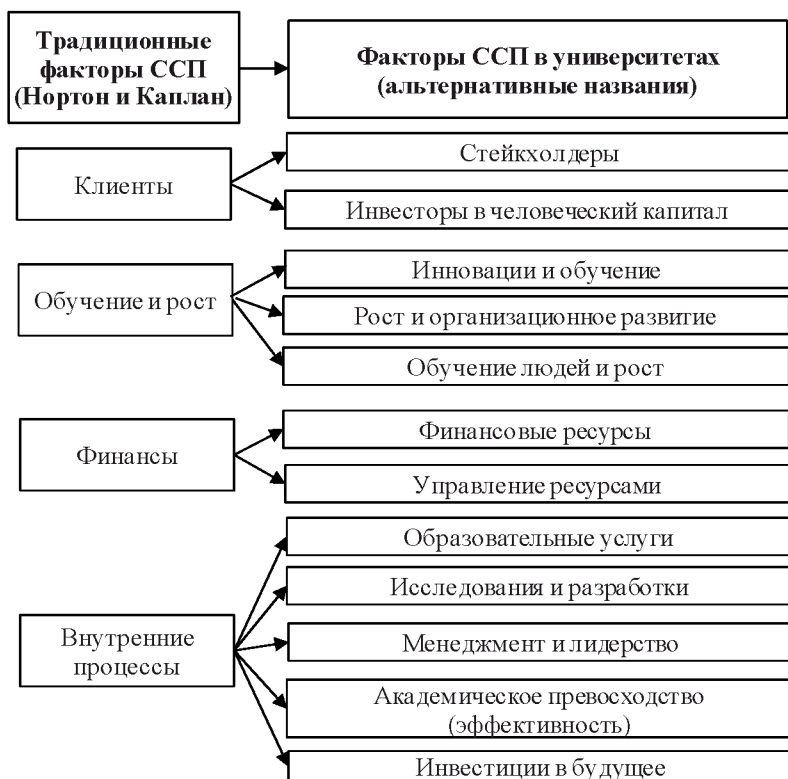 Традиционные
факторы ССП
(Нортон и Каплан)
Факторы ССП в университетах
(альтернативные названия)
Клиенты
Стейкхолдеры
Инвесторы в человеческий капитал
Обучение и рост
Инновации и обучение
Рост и организационное развитие
Обучение людей и рост
Финансы
Финансовые ресурсы
Управление ресурсами
Внутренние
процессы
Образовательные услуги
Исследования и разработки
Менеджмент и лидерство
Академическое превосходство
(эффективность)
Инвестиции в будущее